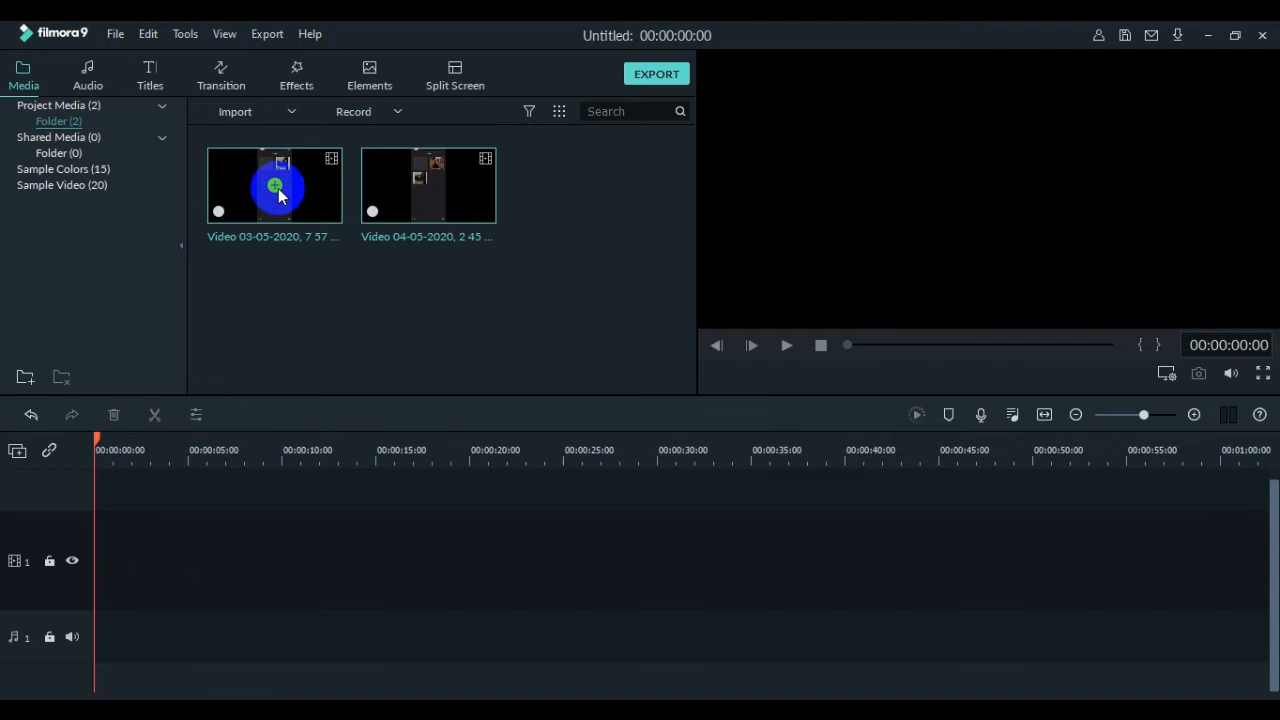 filmora9 File Edit Tools View Export Help Untitled: 00:00:00:00
Media Audio Titles Transition Effects Elements Split Screen EXPORT
Project Media (2) Import Record Search
Folder (2)
Shared Media (0)
Folder (0)
Sample Colors (15)
Sample Video (20)
Video 03-05-2020, 7 57 ... Video 04-05-2020, 2 45 ...
{ } 00:00:00:00
00:00:00:00 00:00:05:00 00:00:10:00 00:00:15:00 00:00:20:00 00:00:25:00 00:00:30:00 00:00:35:00 00:00:40:00 00:00:45:00 00:00:50:00 00:00:55:00 00:01:00:00
1
1